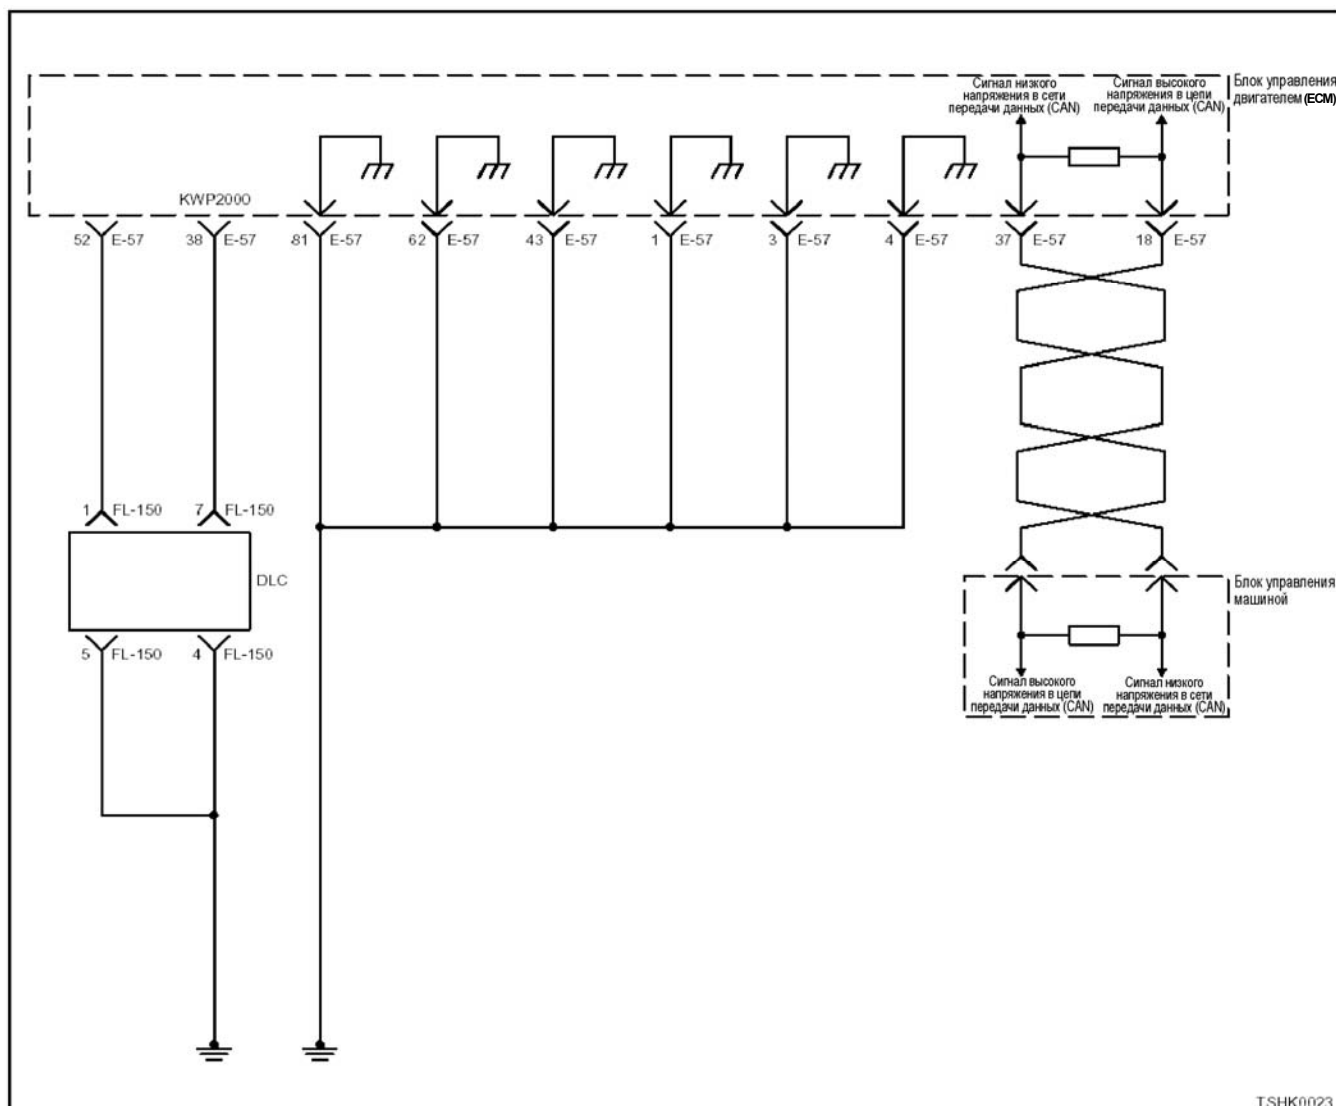 Сигнал низкого
напряжения в сети
передачи данных (CAN)
Сигнал высокого
напряжения в цепи
передачи данных (CAN)
Блок управления
двигателем (ECM)
KWP2000
52 E-57
38 E-57
81 E-57
62 E-57
43 E-57
1 E-57
3 E-57
4 E-57
37 E-57
18 E-57
1 FL-150
7 FL-150
DLC
5 FL-150
4 FL-150
Блок управления
машиной
Сигнал высокого
напряжения в цепи
передачи данных (CAN)
Сигнал низкого
напряжения в сети
передачи данных (CAN)
TSHK0023